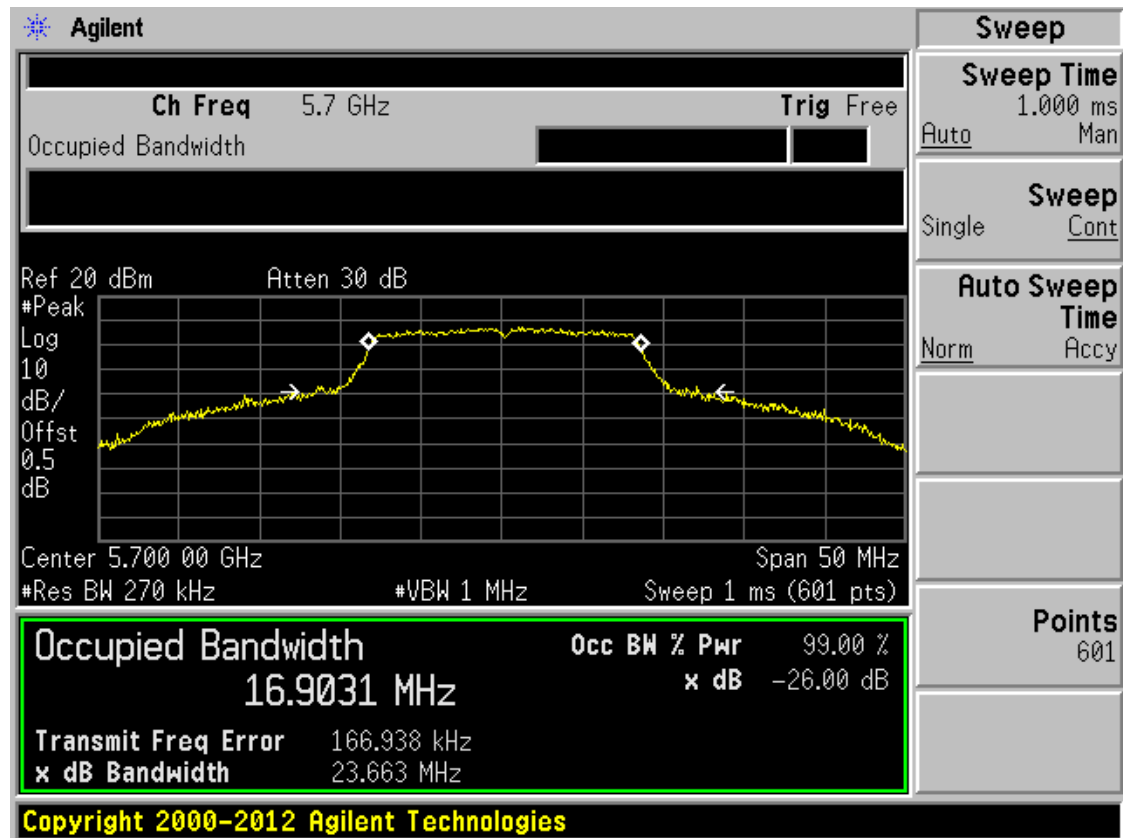 Agilent
Sweep
Ch Freq 5.7 GHz Trig Free
Occupied Bandwidth
Sweep Time
1.000 ms
Auto Man
Sweep
Single Cont
Auto Sweep
Time
Norm Accy
Points
601
Ref 20 dBm Atten 30 dB
#Peak
Log
10
dB/
Offst
0.5
dB
Center 5.700 00 GHz Span 50 MHz
#Res BW 270 kHz #VBW 1 MHz Sweep 1 ms (601 pts)
Occupied Bandwidth Occ BW % Pwr 99.00 %
16.9031 MHz x dB -26.00 dB
Transmit Freq Error 166.938 kHz
x dB Bandwidth 23.663 MHz
Copyright 2000-2012 Agilent Technologies